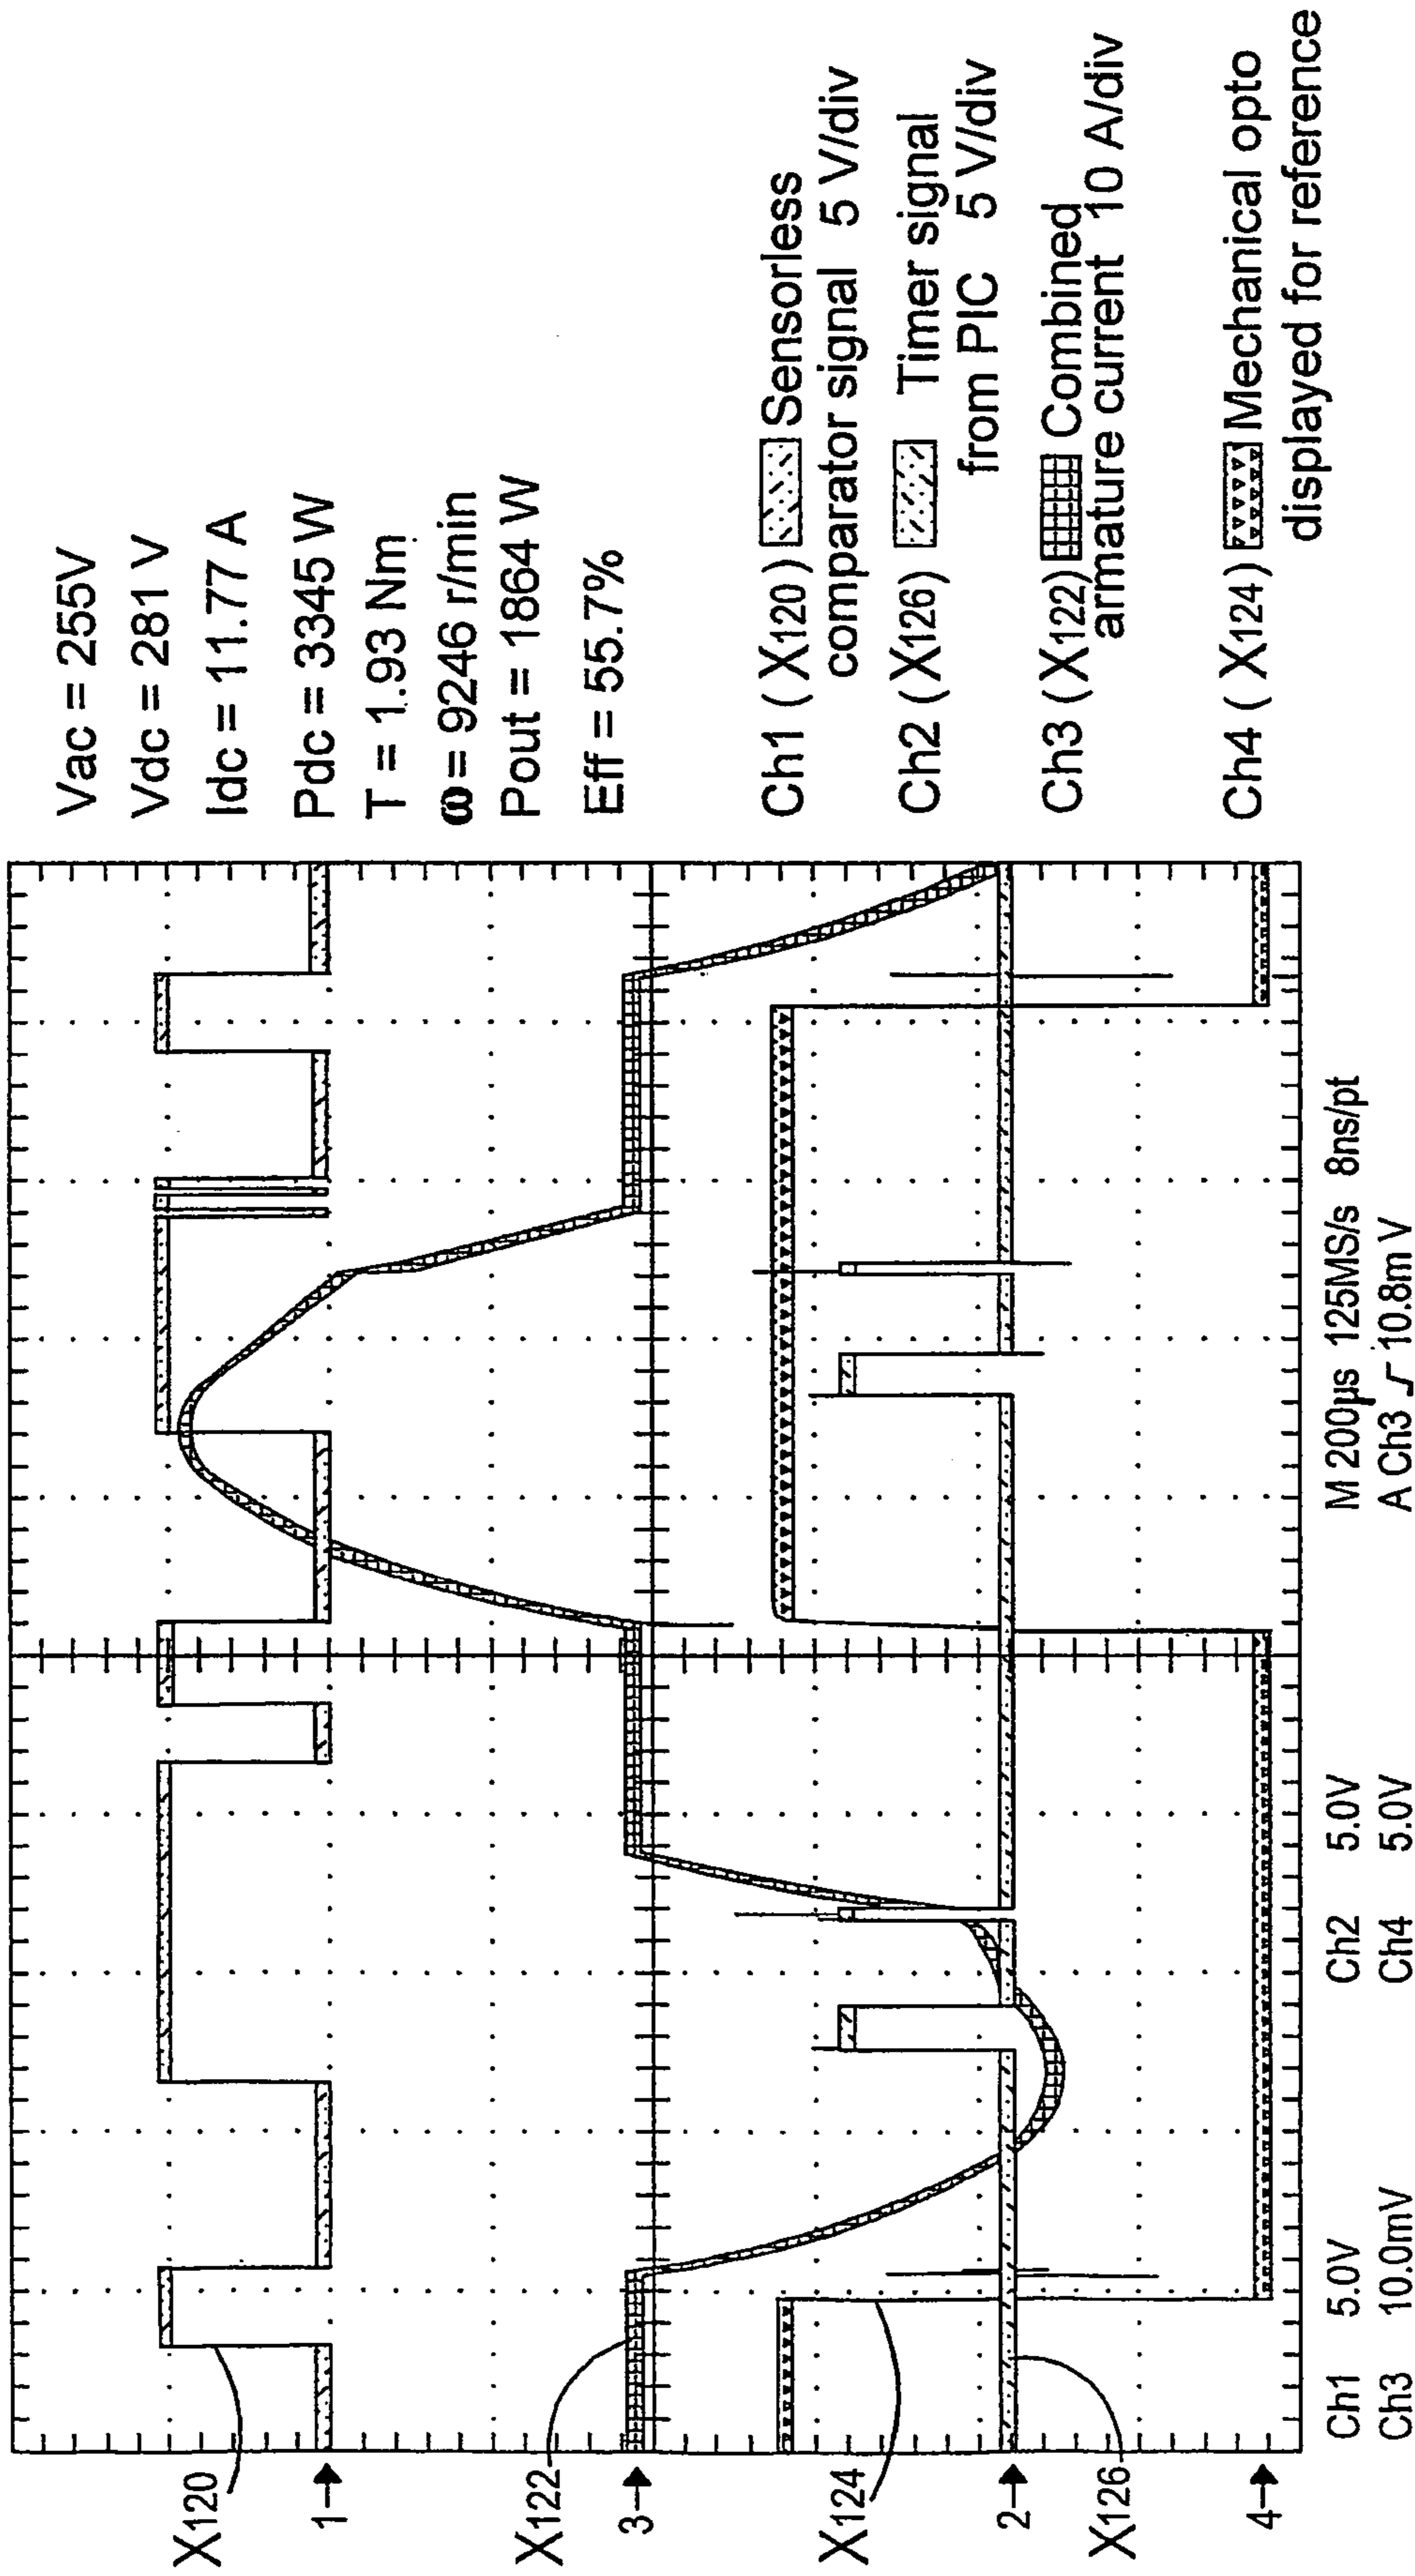 Vac = 255V
Vdc = 281 V
Idc = 11.77 A
Pdc = 3345 W
T = 1.93 Nm
ω = 9246 r/min
Pout = 1864 W
Eff = 55.7%
Ch1 ( X120 ) Sensorless
comparator signal 5 V/div
Ch2 ( X126) Timer signal
from PIC 5 V/div
Ch3 ( X122) Combined
armature current 10 A/div
Ch4 ( X124 ) Mechanical opto
displayed for reference
X120
1→
X122
3→
X124
2→
X126
4→
Ch1 5.0V Ch2 5.0V M 200µs 125MS/s 8ns/pt
Ch3 10.0mV Ch4 5.0V A Ch3 ⨍ 10.8m V